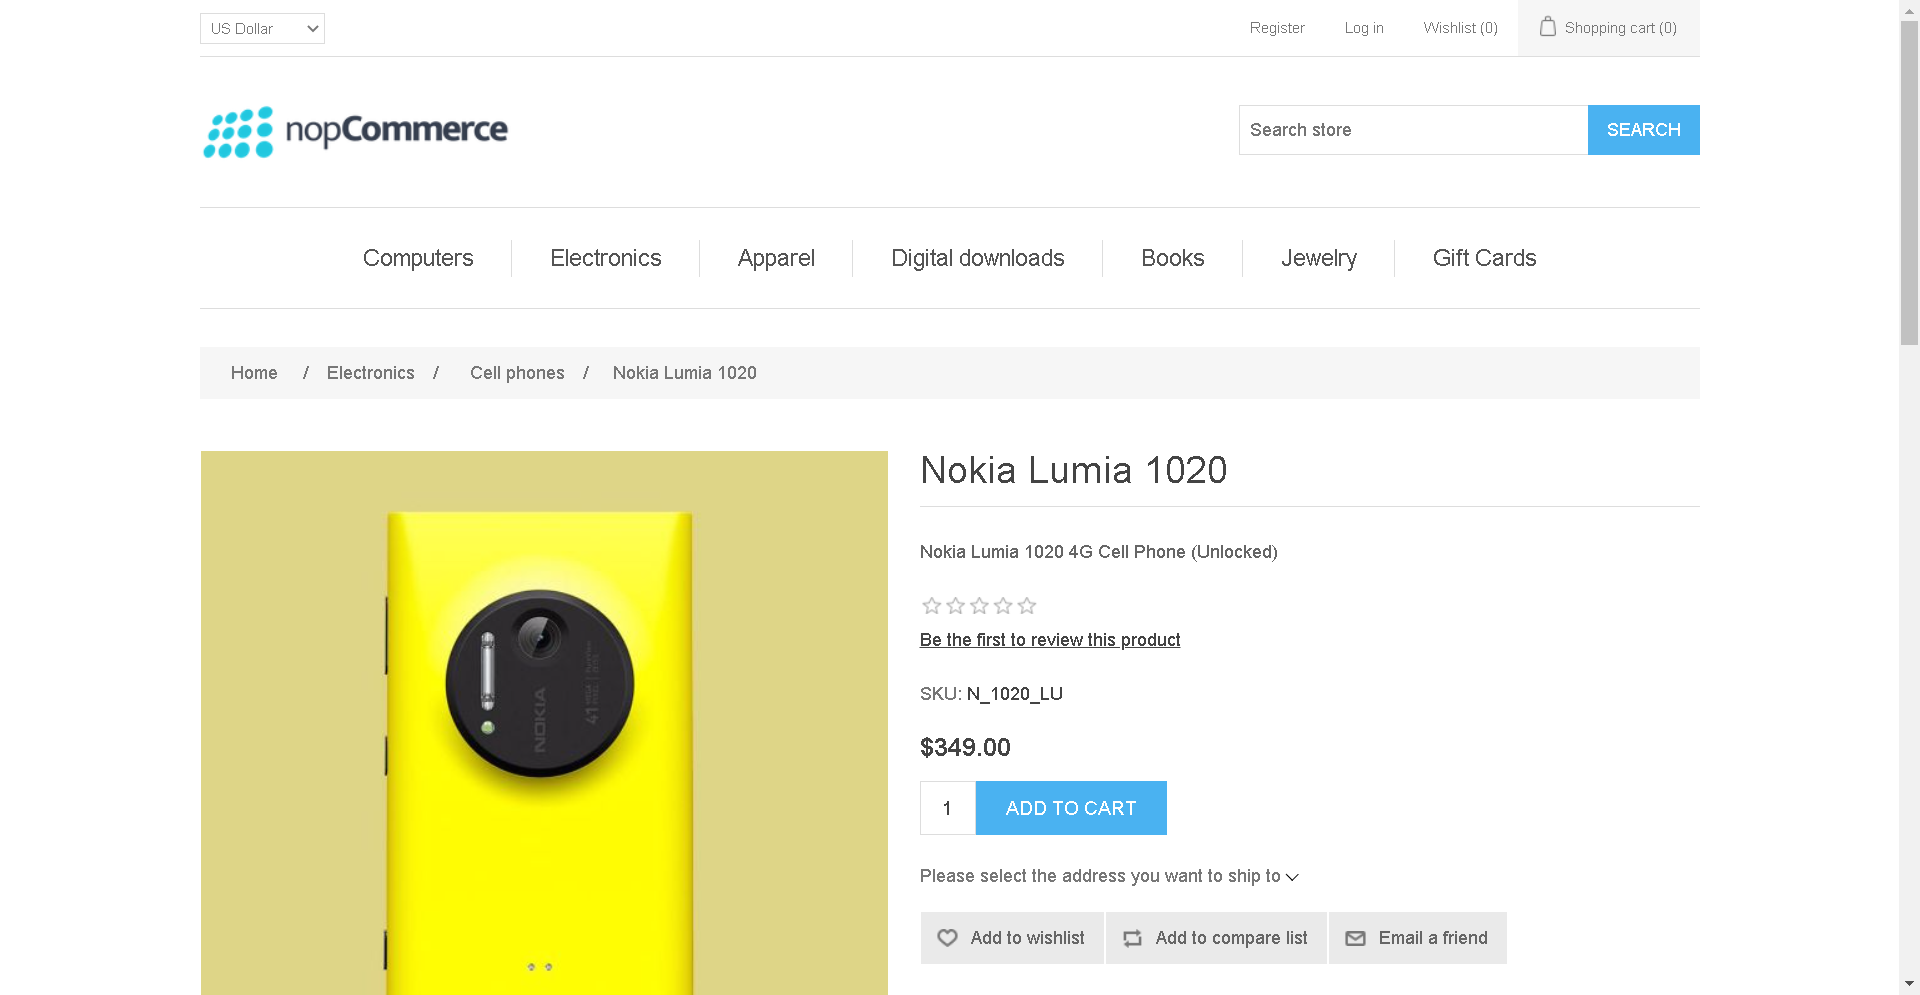 US Dollar
Register
Log in
Wishlist (0)
Shopping cart (0)
nopCommerce
Search store
SEARCH
Computers
Electronics
Apparel
Digital downloads
Books
Jewelry
Gift Cards
Home / Electronics / Cell phones / Nokia Lumia 1020
Nokia Lumia 1020
Nokia Lumia 1020 4G Cell Phone (Unlocked)
Be the first to review this product
SKU: N_1020_LU
$349.00
1
ADD TO CART
Please select the address you want to ship to
Add to wishlist
Add to compare list
Email a friend
NOKIA
41